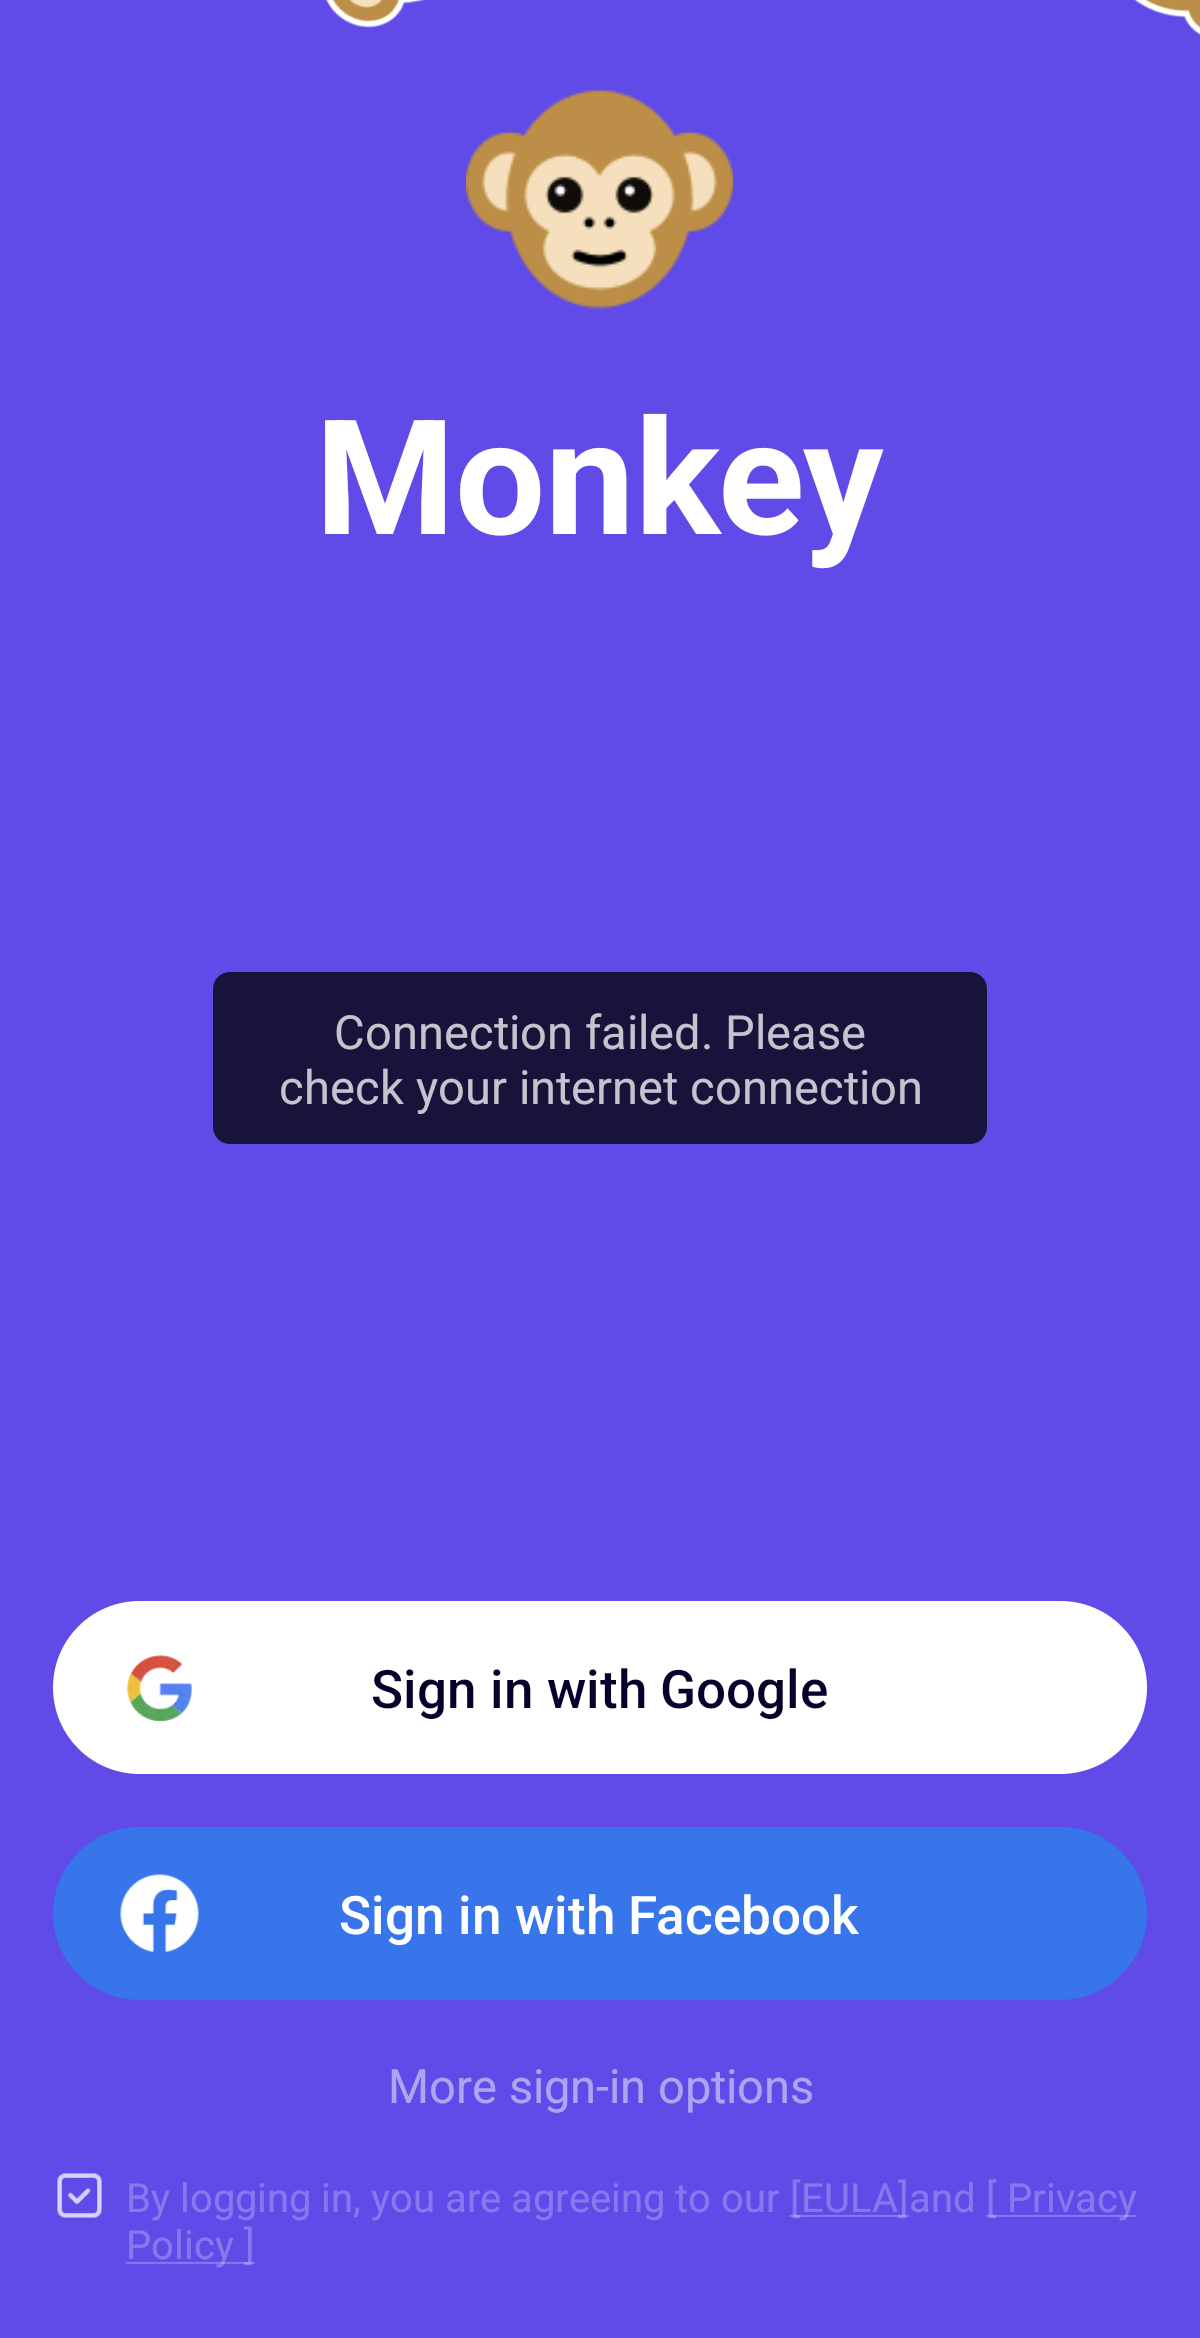 Monkey
Connection failed. Please
check your internet connection
Sign in with Google
Sign in with Facebook
More sign-in options
By logging in, you are agreeing to our [EULA]and [ Privacy
Policy ]